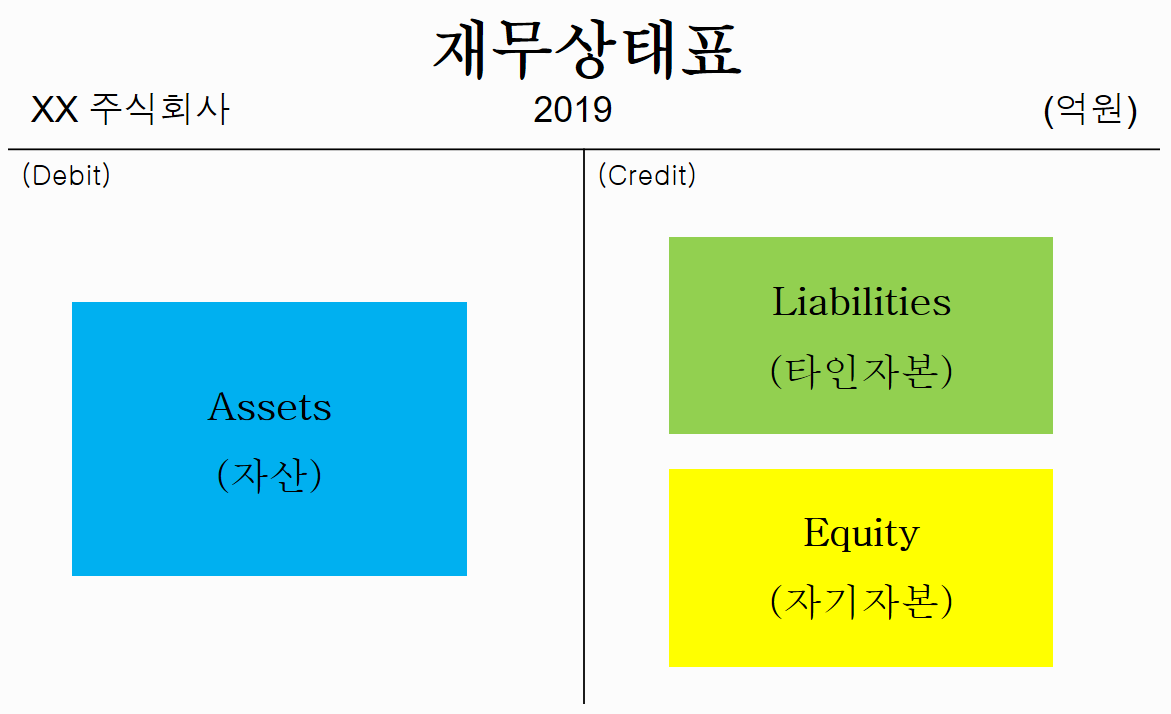 재무상태표
XX 주식회사 2019 (억원)
(Debit) (Credit)
Assets
(자산)
Liabilities
(타인자본)
Equity
(자기자본)